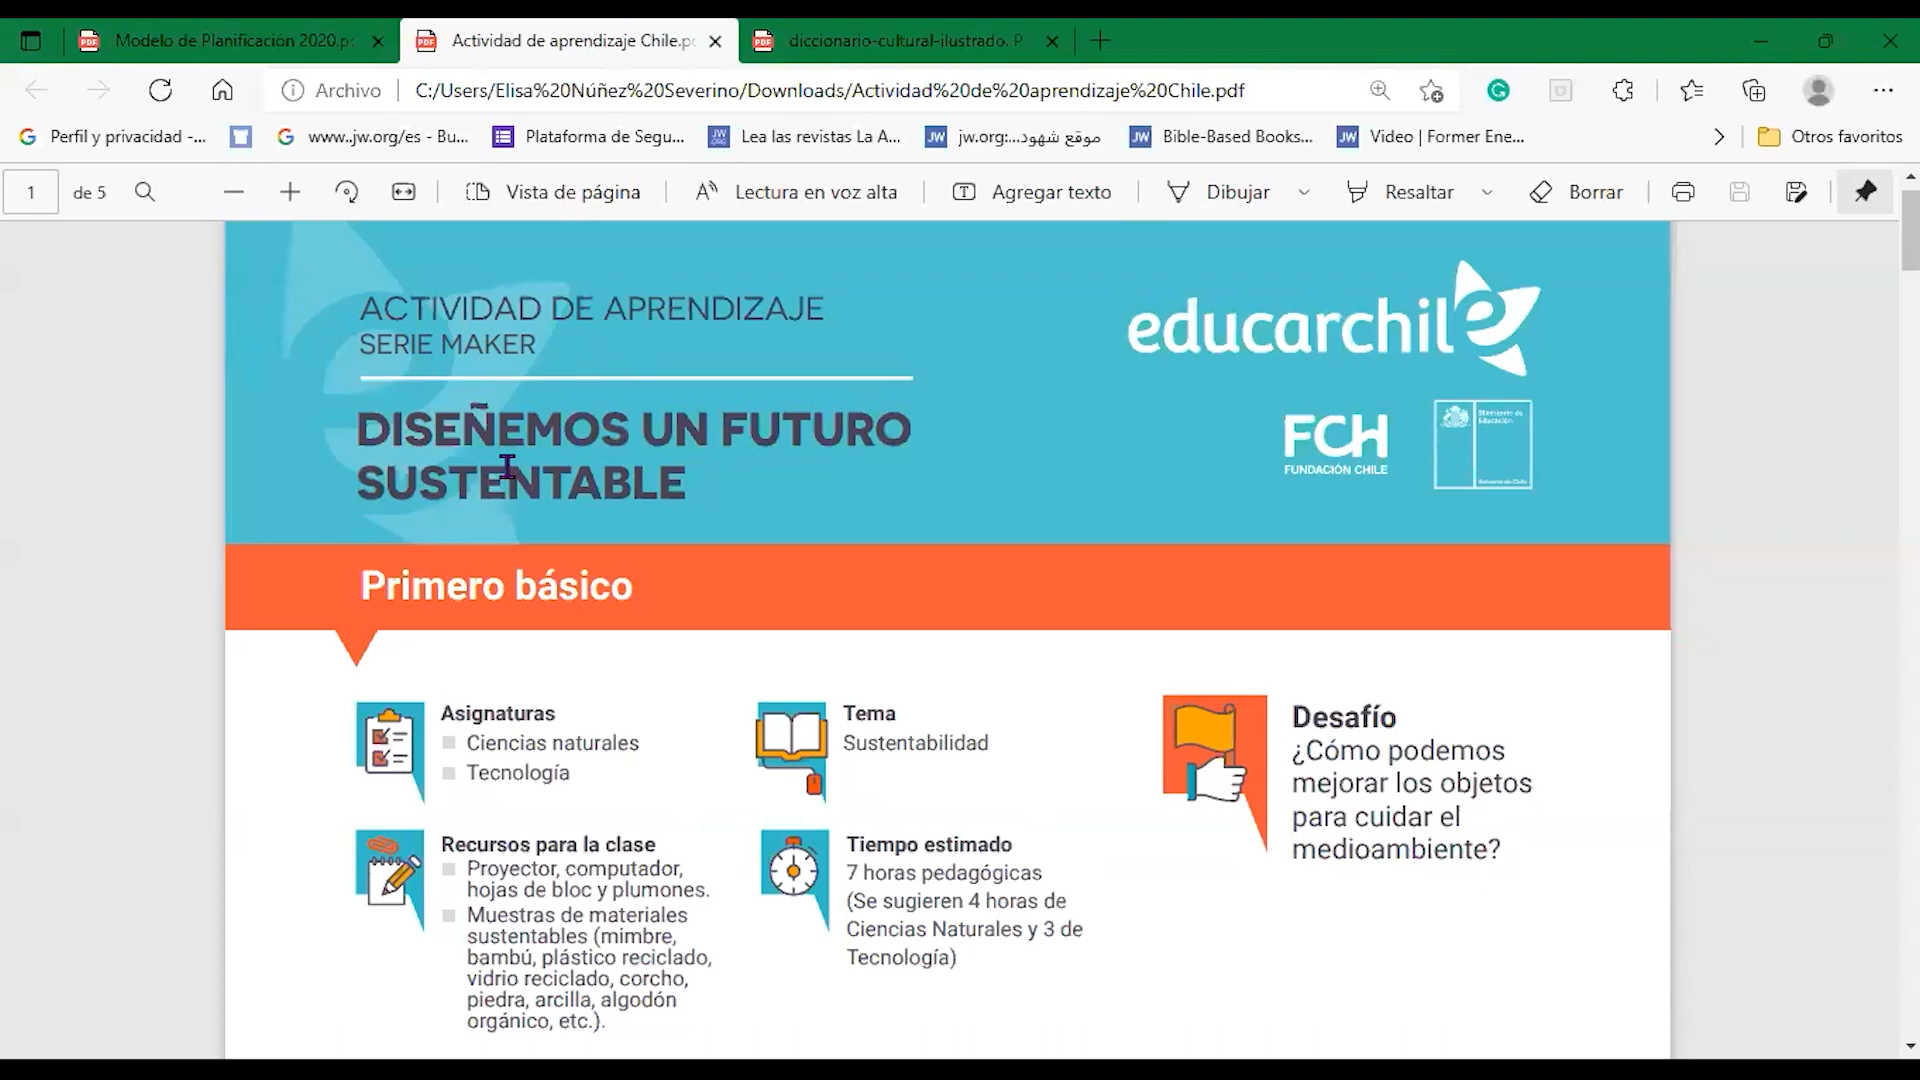 Modelo de Planificación 2020.p
Actividad de aprendizaje Chile.p
diccionario-cultural-ilustrado. P
Archivo
C:/Users/Elisa%20Núñez%20Severino/Downloads/Actividad%20de%20aprendizaje%20Chile.pdf
Perfil y privacidad -...
www..jw.org/es - Bu...
Plataforma de Segu...
Lea las revistas La A...
jw.org:...موقع شهود
Bible-Based Books...
Video | Former Ene...
Otros favoritos
1 de 5
Vista de página
Lectura en voz alta
Agregar texto
Dibujar
Resaltar
Borrar
ACTIVIDAD DE APRENDIZAJE
SERIE MAKER
DISEÑEMOS UN FUTURO
SUSTENTABLE
educarchile
FCH
FUNDACIÓN CHILE
Ministerio de
Educación
Gobierno de Chile
Primero básico
Asignaturas
Ciencias naturales
Tecnología
Tema
Sustentabilidad
Desafío
¿Cómo podemos
mejorar los objetos
para cuidar el
medioambiente?
Recursos para la clase
Proyector, computador,
hojas de bloc y plumones.
Muestras de materiales
sustentables (mimbre,
bambú, plástico reciclado,
vidrio reciclado, corcho,
piedra, arcilla, algodón
orgánico, etc.).
Tiempo estimado
7 horas pedagógicas
(Se sugieren 4 horas de
Ciencias Naturales y 3 de
Tecnología)